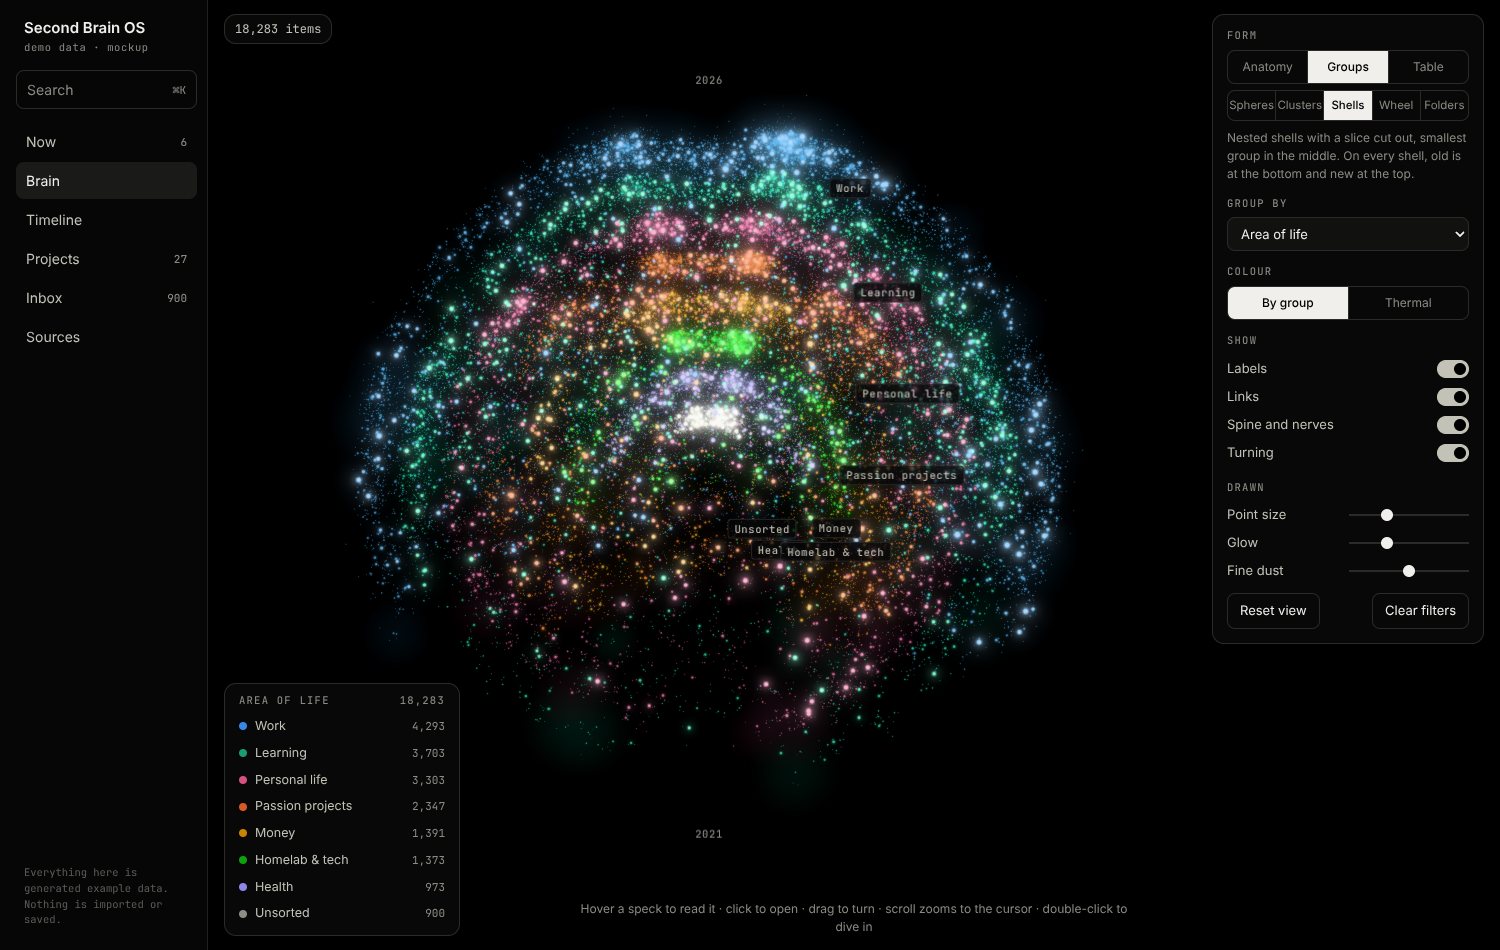 Second Brain OS
demo data · mockup
Search ⌘K
Now 6
Brain
Timeline
Projects 27
Inbox 900
Sources
Everything here is
generated example data.
Nothing is imported or
saved.
18,283 items
2026
Work
Learning
Personal life
Passion projects
Unsorted
Money
Homelab & tech
2021
AREA OF LIFE 18,283
Work 4,293
Learning 3,703
Personal life 3,303
Passion projects 2,347
Money 1,391
Homelab & tech 1,373
Health 973
Unsorted 900
Hover a speck to read it · click to open · drag to turn · scroll zooms to the cursor · double-click to
dive in
FORM
Anatomy Groups Table
Spheres Clusters Shells Wheel Folders
Nested shells with a slice cut out, smallest
group in the middle. On every shell, old is
at the bottom and new at the top.
GROUP BY
Area of life
COLOUR
By group Thermal
SHOW
Labels
Links
Spine and nerves
Turning
DRAWN
Point size
Glow
Fine dust
Reset view Clear filters